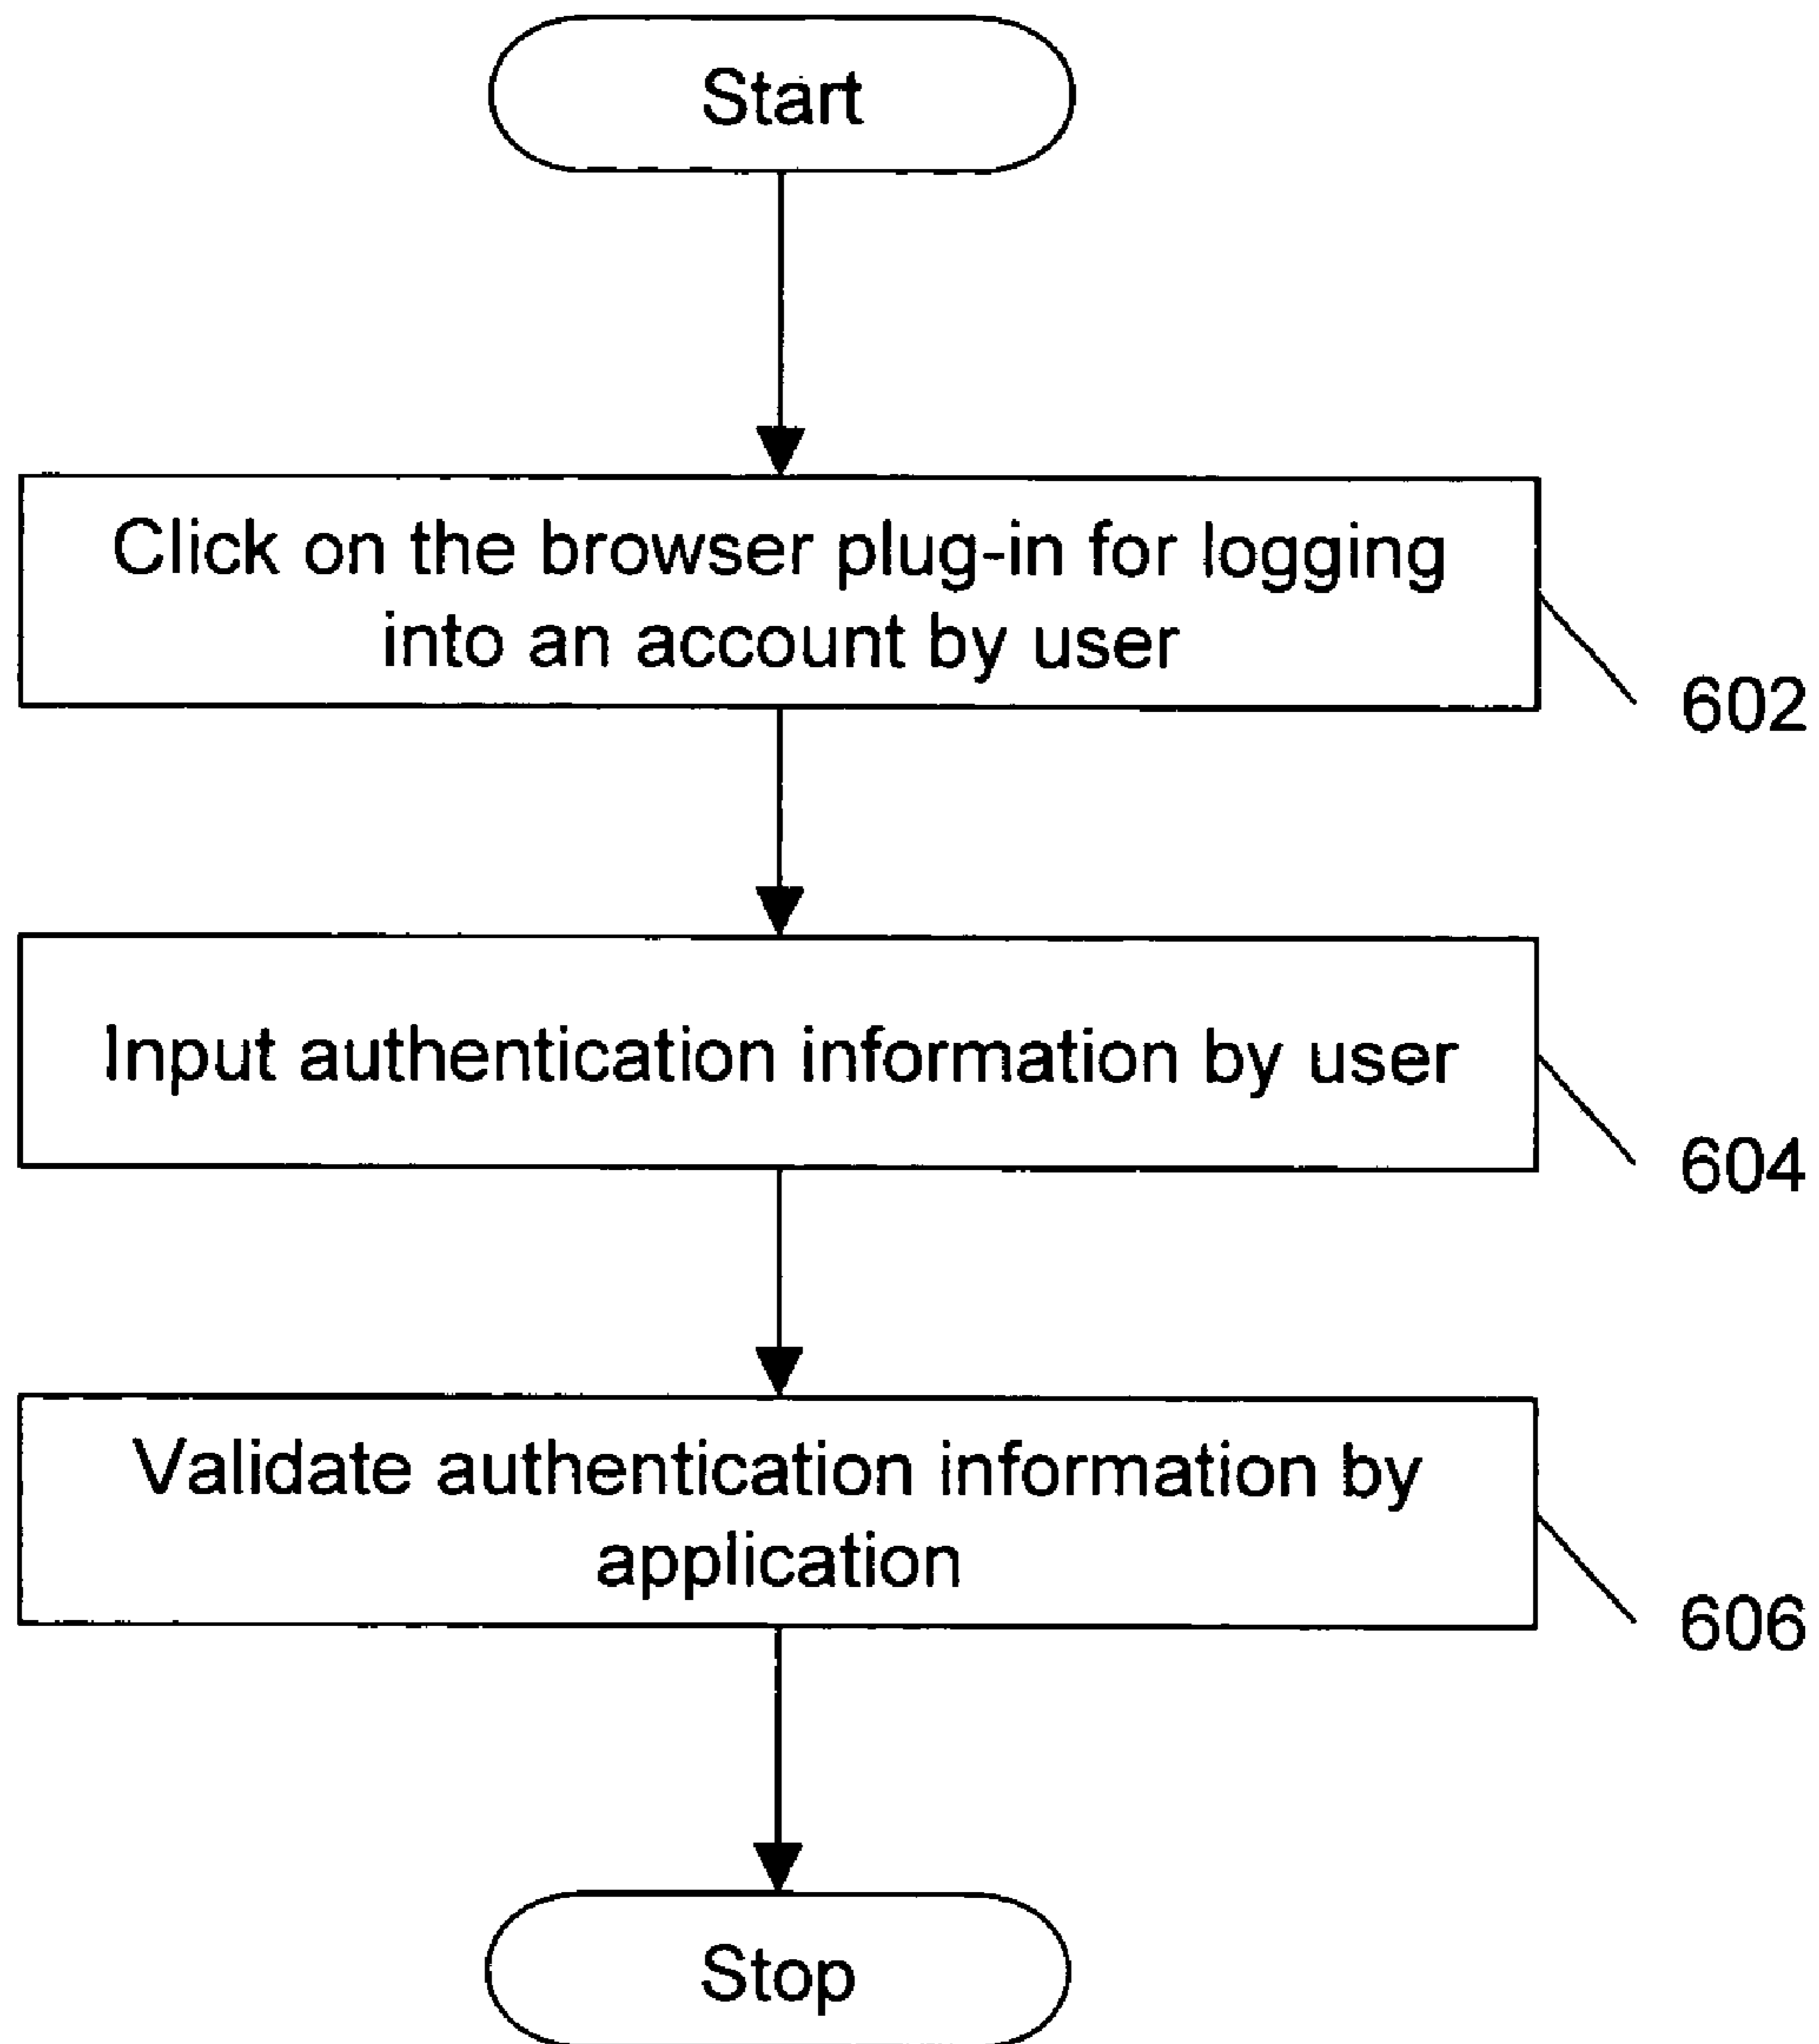 Start
Click on the browser plug-in for logging
into an account by user
602
Input authentication information by user
604
Validate authentication information by
application
606
Stop